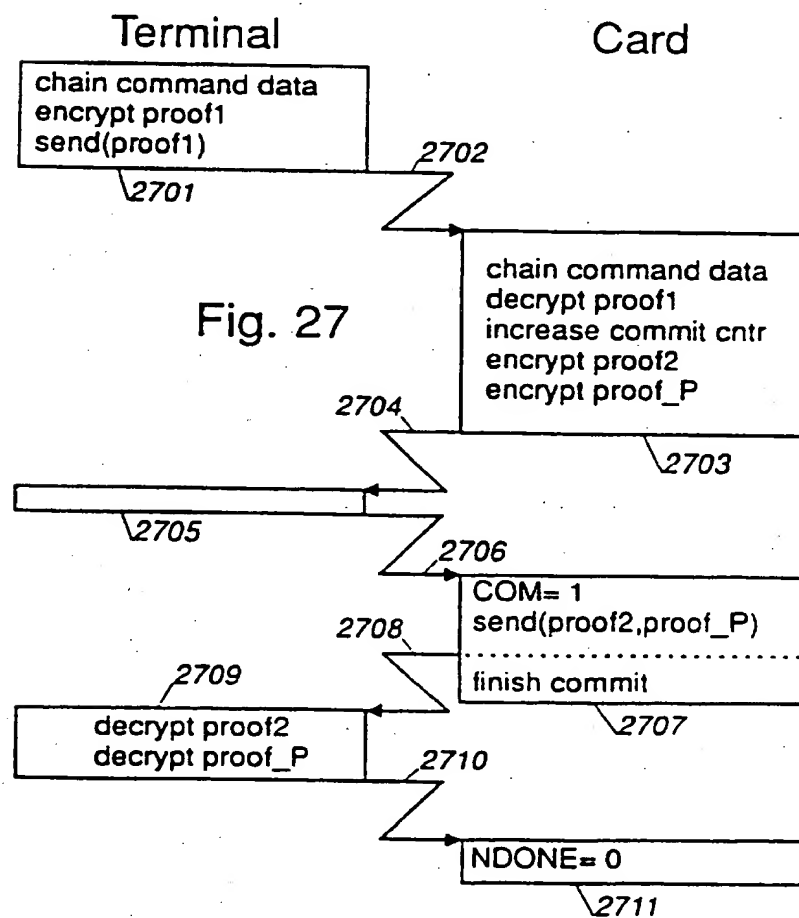 Terminal
Card
chain command data
encrypt proof1
send(proof1)
2701
2702
chain command data
decrypt proof1
increase commit cntr
encrypt proof2
encrypt proof_P
2703
Fig. 27
2704
2705
2706
COM= 1
send(proof2,proof_P)
finish commit
2707
2708
2709
decrypt proof2
decrypt proof_P
2710
NDONE= 0
2711